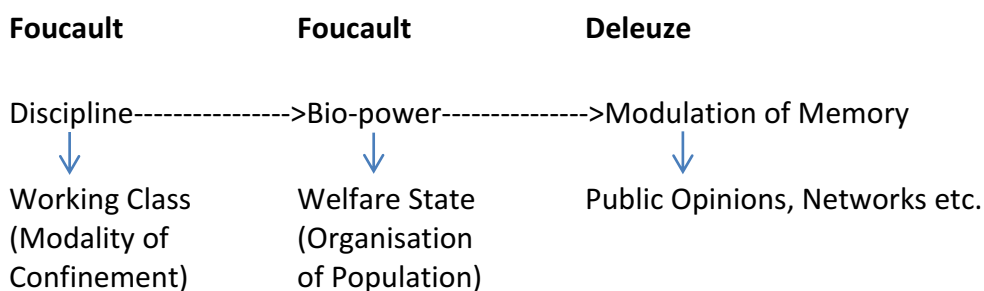 Foucault Foucault Deleuze
Discipline---------------->Bio-power--------------->Modulation of Memory
Working Class Welfare State Public Opinions, Networks etc.
(Modality of (Organisation
Confinement) of Population)